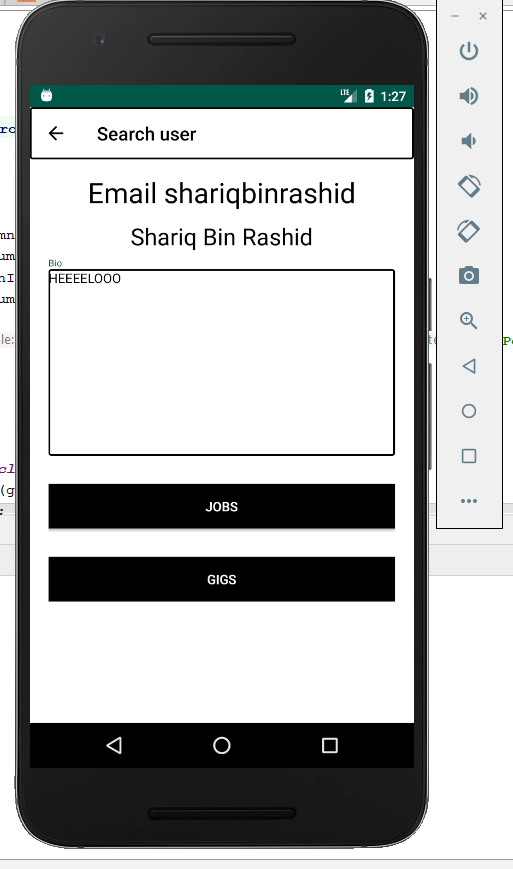 LTE 1:27
Search user
Email shariqbinrashid
Shariq Bin Rashid
Bio
HEEEELOOO
JOBS
GIGS